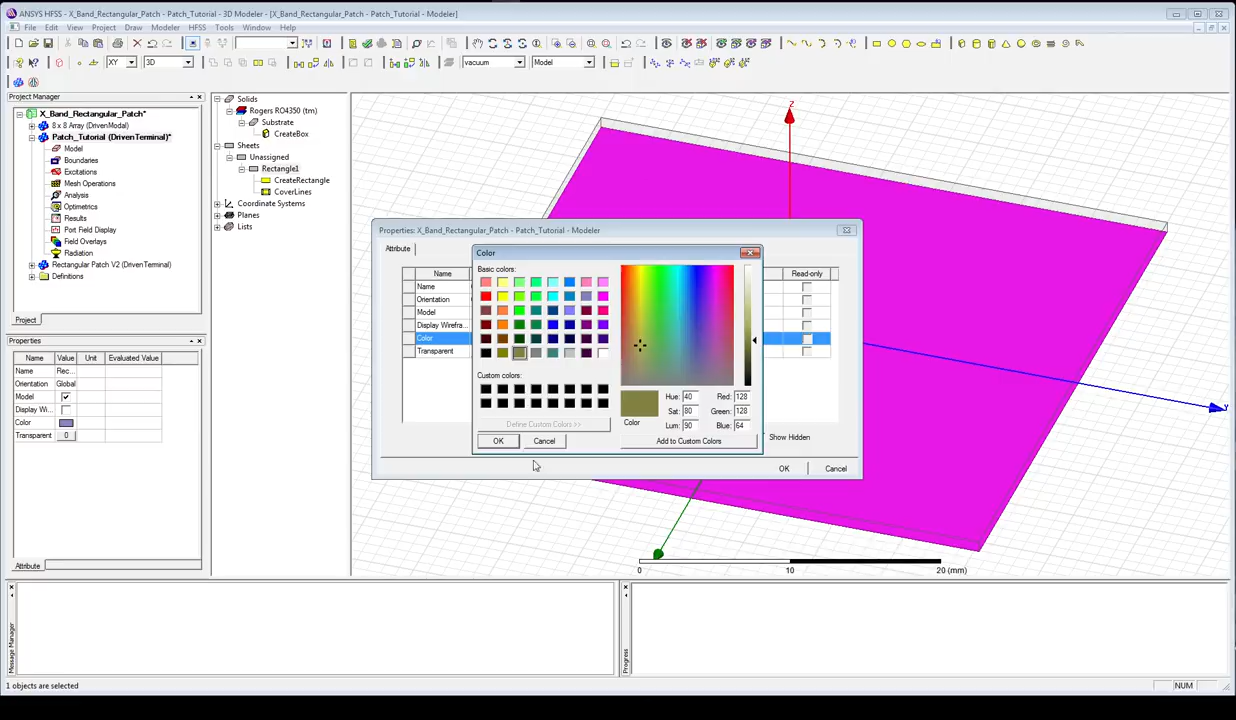 ANSYS HFSS - X_Band_Rectangular_Patch - Patch_Tutorial - 3D Modeler - [X_Band_Rectangular_Patch - Patch_Tutorial - Modeler]
File Edit View Project Draw Modeler HFSS Tools Window Help
XY 3D vacuum Model
Project Manager
X_Band_Rectangular_Patch*
8 x 8 Array (DrivenModal)
Patch_Tutorial (DrivenTerminal)*
Model
Boundaries
Excitations
Mesh Operations
Analysis
Optimetrics
Results
Port Field Display
Field Overlays
Radiation
Rectangular Patch V2 (DrivenTerminal)
Definitions
Project
Solids
Rogers RO4350 (tm)
Substrate
CreateBox
Sheets
Unassigned
Rectangle1
CreateRectangle
CoverLines
Coordinate Systems
Planes
Lists
Properties
Name Value Unit Evaluated Value
Name Rec...
Orientation Global
Model
Display Wi...
Color
Transparent 0
Attribute
Properties: X_Band_Rectangular_Patch - Patch_Tutorial - Modeler
Attribute
Name Read-only
Name
Orientation
Model
Display Wirefra...
Color
Transparent
Show Hidden
OK Cancel
Color
Basic colors:
Custom colors:
Define Custom Colors >>
OK Cancel
Color
Hue: 40 Red: 128
Sat: 80 Green: 128
Lum: 90 Blue: 64
Add to Custom Colors
Z
Y
0 10 20 (mm)
Message Manager
Progress
1 objects are selected
NUM